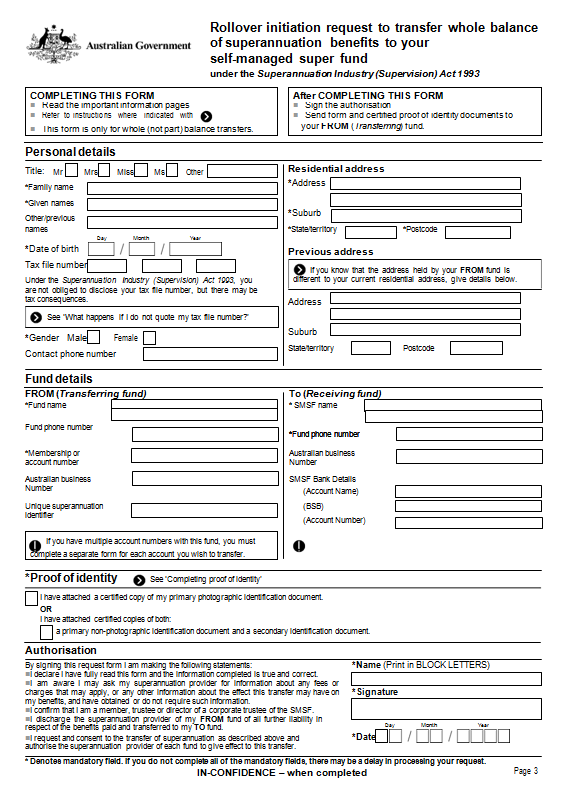 Australian Government
Rollover initiation request to transfer whole balance
of superannuation benefits to your
self-managed super fund
under the Superannuation Industry (Supervision) Act 1993
COMPLETING THIS FORM
Read the important information pages
Refer to instructions where indicated with
This form is only for whole (not part) balance transfers.
After COMPLETING THIS FORM
Sign the authorisation
Send form and certified proof of identity documents to
your FROM (Transferring) fund.
Personal details
Title: Mr Mrs Miss Ms Other
*Family name
*Given names
Other/previous
names
Day Month Year
*Date of birth / /
Tax file number
Under the Superannuation Industry (Supervision) Act 1993, you
are not obliged to disclose your tax file number, but there may be
tax consequences.
See 'What happens if I do not quote my tax file number?'
*Gender Male Female
Contact phone number
Residential address
*Address
*Suburb
*State/territory *Postcode
Previous address
If you know that the address held by your FROM fund is
different to your current residential address, give details below.
Address
Suburb
State/territory Postcode
Fund details
FROM (Transferring fund)
*Fund name
Fund phone number
*Membership or
account number
Australian business
Number
Unique superannuation
Identifier
If you have multiple account numbers with this fund, you must
complete a separate form for each account you wish to transfer.
To (Receiving fund)
* SMSF name
*Fund phone number
Australian business
Number
SMSF Bank Details
(Account Name)
(BSB)
(Account Number)
*Proof of identity See 'Completing proof of identity'
I have attached a certified copy of my primary photographic identification document.
OR
I have attached certified copies of both:
a primary non-photographic identification document and a secondary identification document.
Authorisation
By signing this request form I am making the following statements:
I declare I have fully read this form and the information completed is true and correct.
I am aware I may ask my superannuation provider for information about any fees or
charges that may apply, or any other information about the effect this transfer may have on
my benefits, and have obtained or do not require such information.
I confirm that I am a member, trustee or director of a corporate trustee of the SMSF.
I discharge the superannuation provider of my FROM fund of all further liability in
respect of the benefits paid and transferred to my TO fund.
I request and consent to the transfer of superannuation as described above and
authorise the superannuation provider of each fund to give effect to this transfer.
*Name (Print in BLOCK LETTERS)
*Signature
Day Month Year
*Date / /
* Denotes mandatory field. If you do not complete all of the mandatory fields, there may be a delay in processing your request.
IN-CONFIDENCE – when completed
Page 3